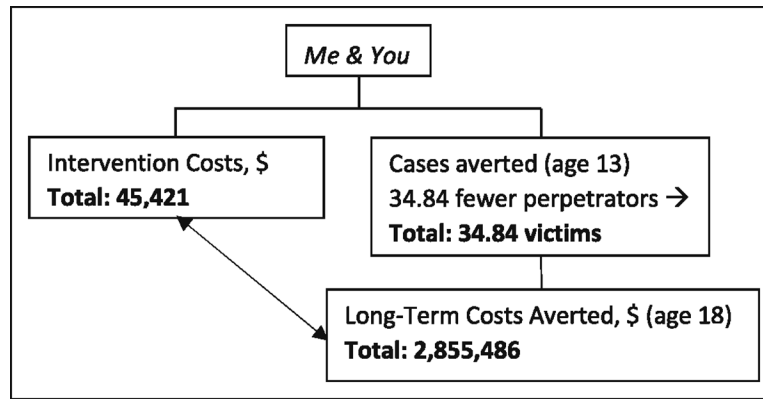 Me & You
Intervention Costs, $
Total: 45,421
Cases averted (age 13)
34.84 fewer perpetrators →
Total: 34.84 victims
Long-Term Costs Averted, $ (age 18)
Total: 2,855,486